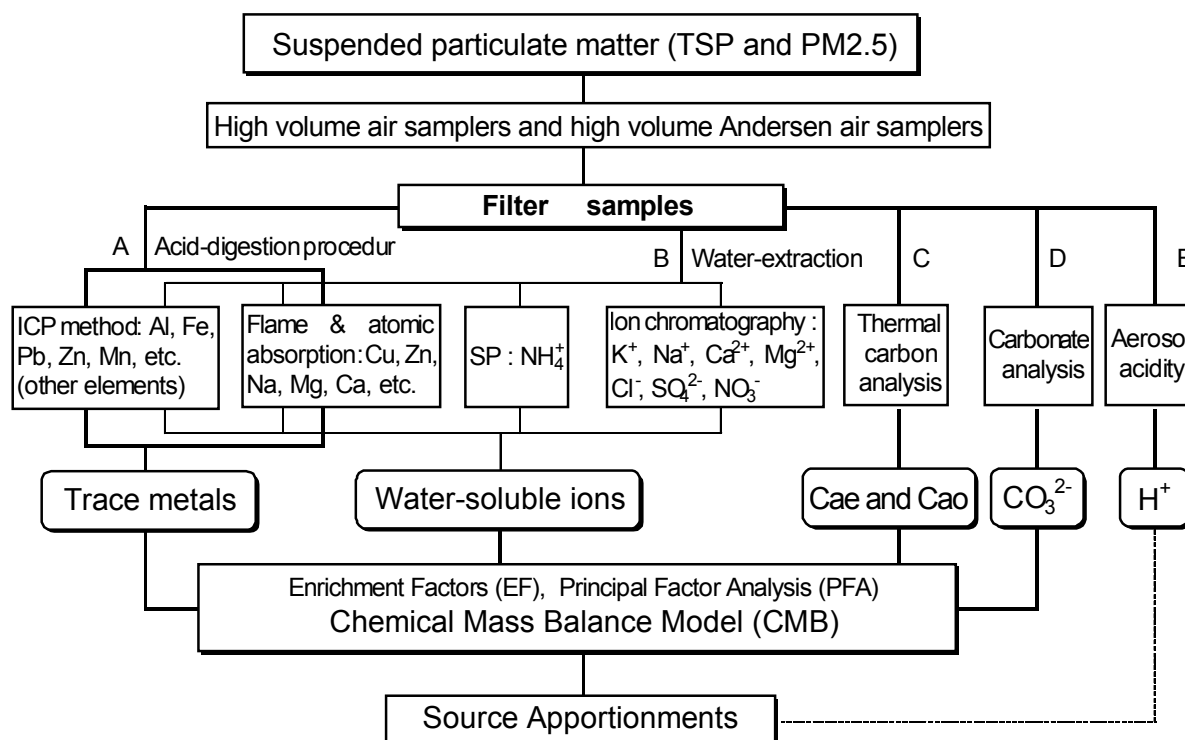 Suspended particulate matter (TSP and PM2.5)
High volume air samplers and high volume Andersen air samplers
Filter samples
A Acid-digestion procedur
B Water-extraction
C
D
E
ICP method: Al, Fe,
Pb, Zn, Mn, etc.
(other elements)
Flame & atomic
absorption: Cu, Zn,
Na, Mg, Ca, etc.
SP : NH₄⁺
Ion chromatography :
K⁺, Na⁺, Ca²⁺, Mg²⁺,
Cl⁻, SO₄²⁻, NO₃⁻
Thermal
carbon
analysis
Carbonate
analysis
Aeroso
acidity
Trace metals
Water-soluble ions
Cae and Cao
CO₃²⁻
H⁺
Enrichment Factors (EF), Principal Factor Analysis (PFA)
Chemical Mass Balance Model (CMB)
Source Apportionments